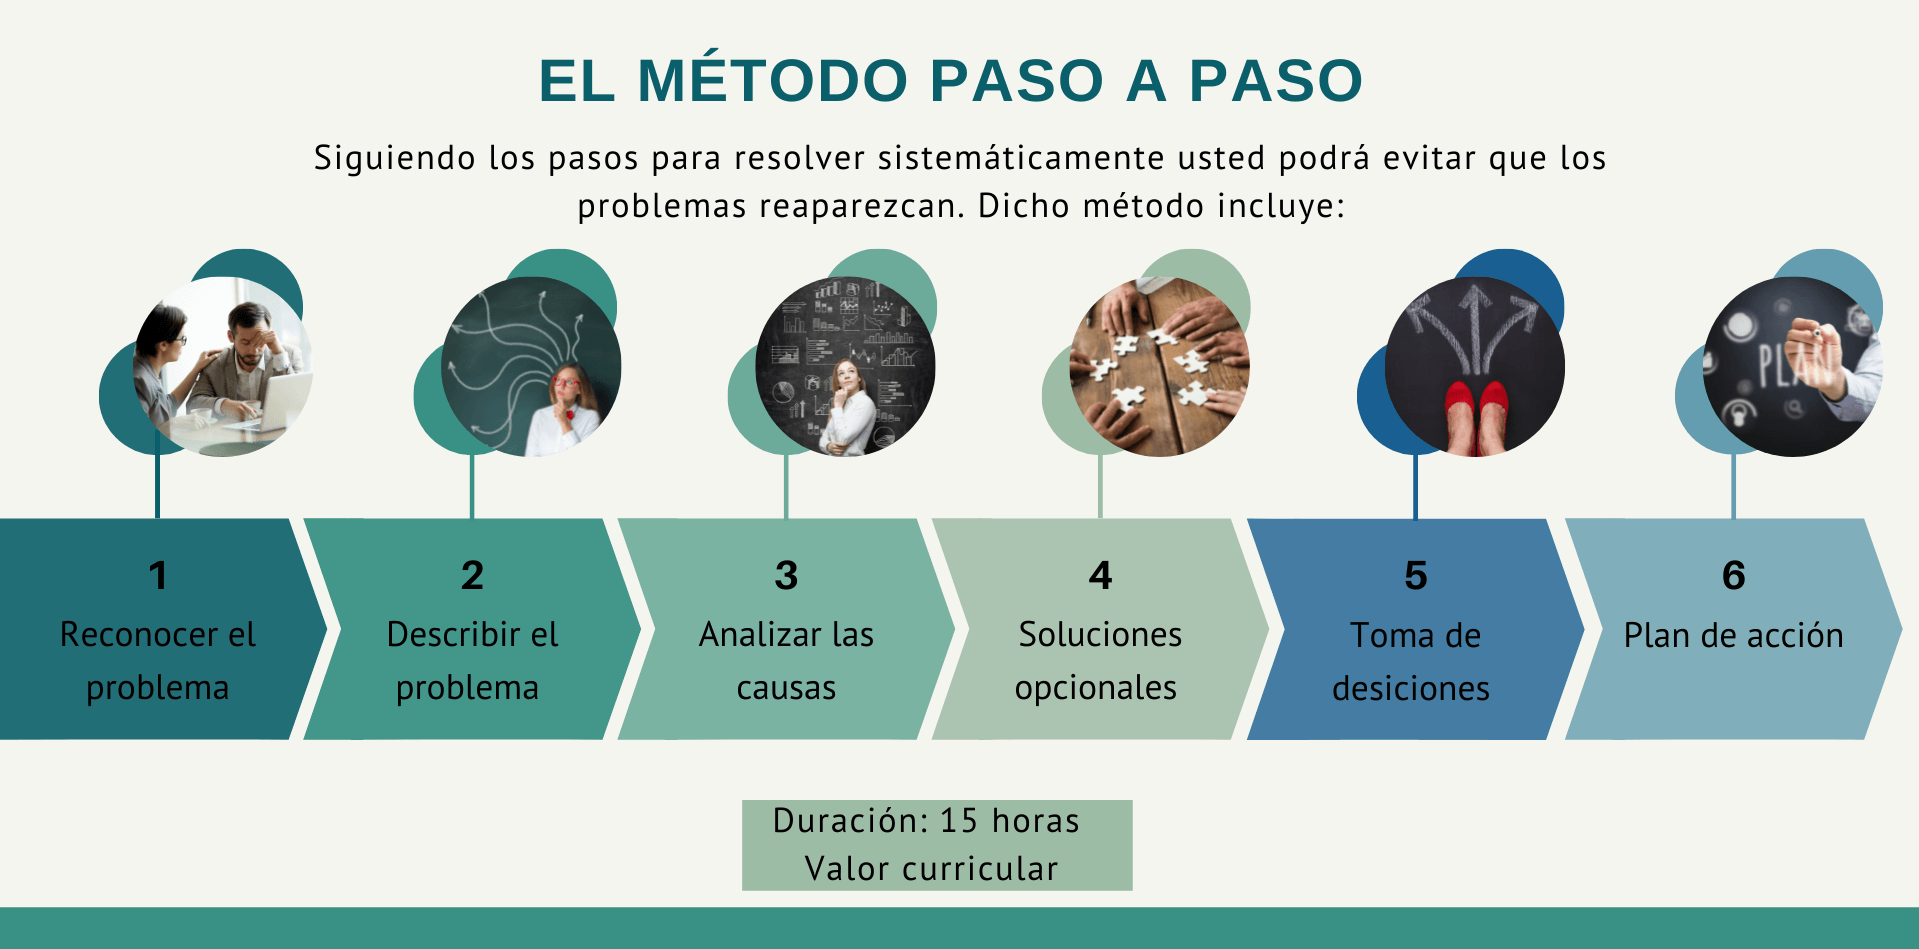 EL MÉTODO PASO A PASO
Siguiendo los pasos para resolver sistemáticamente usted podrá evitar que los
problemas reaparezcan. Dicho método incluye:
PLAN
1
Reconocer el
problema
2
Describir el
problema
3
Analizar las
causas
4
Soluciones
opcionales
5
Toma de
desiciones
6
Plan de acción
Duración: 15 horas
Valor curricular